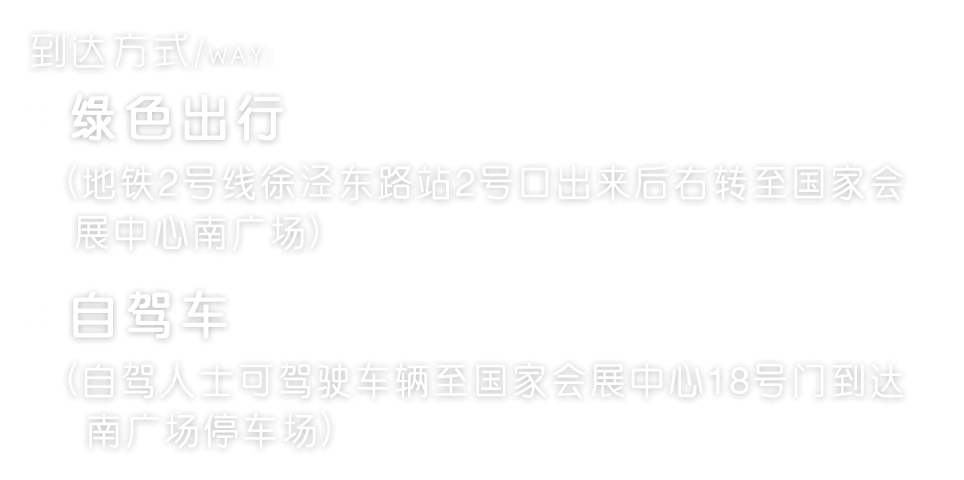 到达方式/WAY:
绿色出行
(地铁2号线徐泾东路站2号口出来后右转至国家会
展中心南广场)
自驾车
(自驾人士可驾驶车辆至国家会展中心18号门到达
南广场停车场)